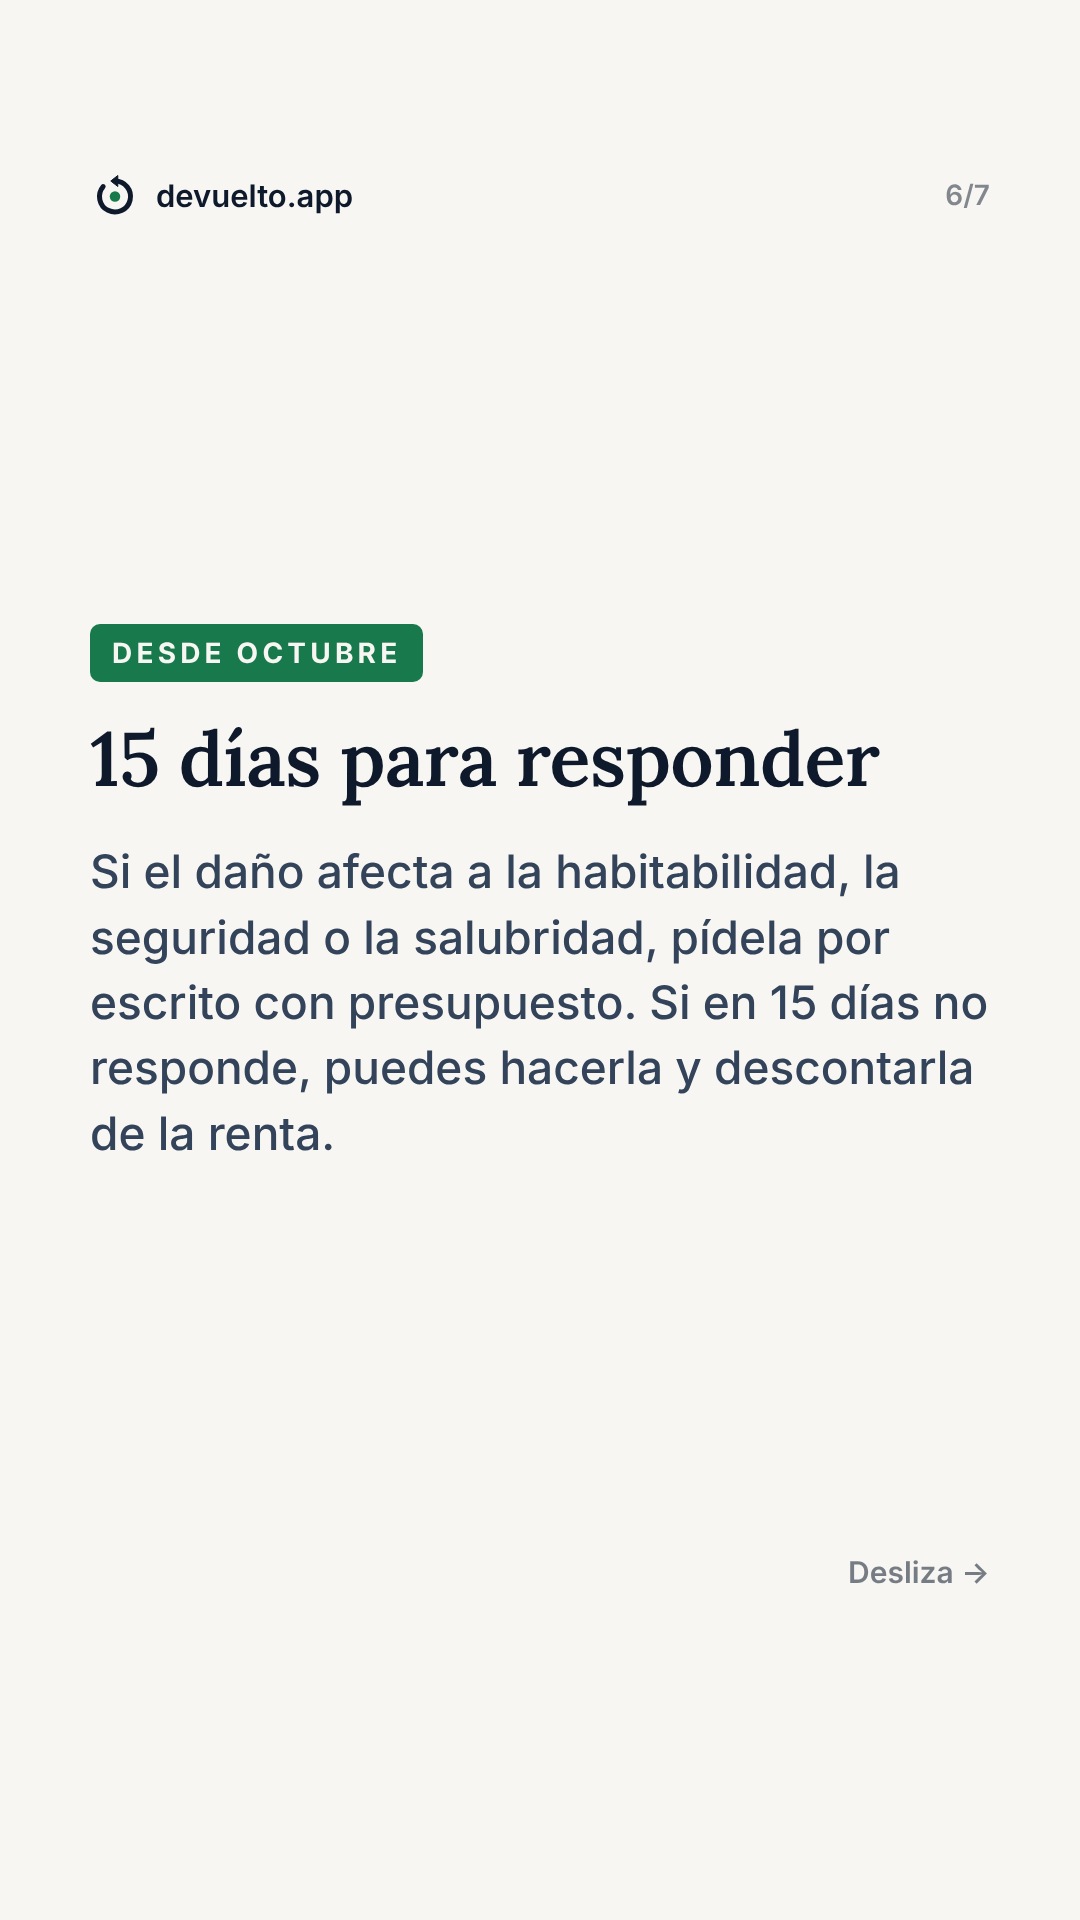 devuelto.app
6/7
DESDE OCTUBRE
15 días para responder
Si el daño afecta a la habitabilidad, la
seguridad o la salubridad, pídela por
escrito con presupuesto. Si en 15 días no
responde, puedes hacerla y descontarla
de la renta.
Desliza →